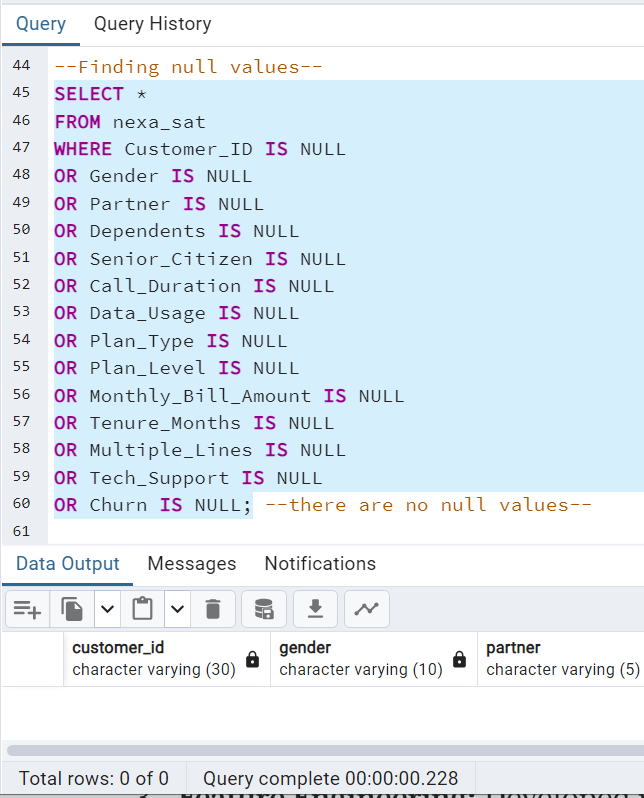 Query Query History
44 --Finding null values--
45 SELECT *
46 FROM nexa_sat
47 WHERE Customer_ID IS NULL
48 OR Gender IS NULL
49 OR Partner IS NULL
50 OR Dependents IS NULL
51 OR Senior_Citizen IS NULL
52 OR Call_Duration IS NULL
53 OR Data_Usage IS NULL
54 OR Plan_Type IS NULL
55 OR Plan_Level IS NULL
56 OR Monthly_Bill_Amount IS NULL
57 OR Tenure_Months IS NULL
58 OR Multiple_Lines IS NULL
59 OR Tech_Support IS NULL
60 OR Churn IS NULL; --there are no null values--
61
Data Output Messages Notifications
customer_id gender partner
character varying (30) character varying (10) character varying (5)
Total rows: 0 of 0 Query complete 00:00:00.228